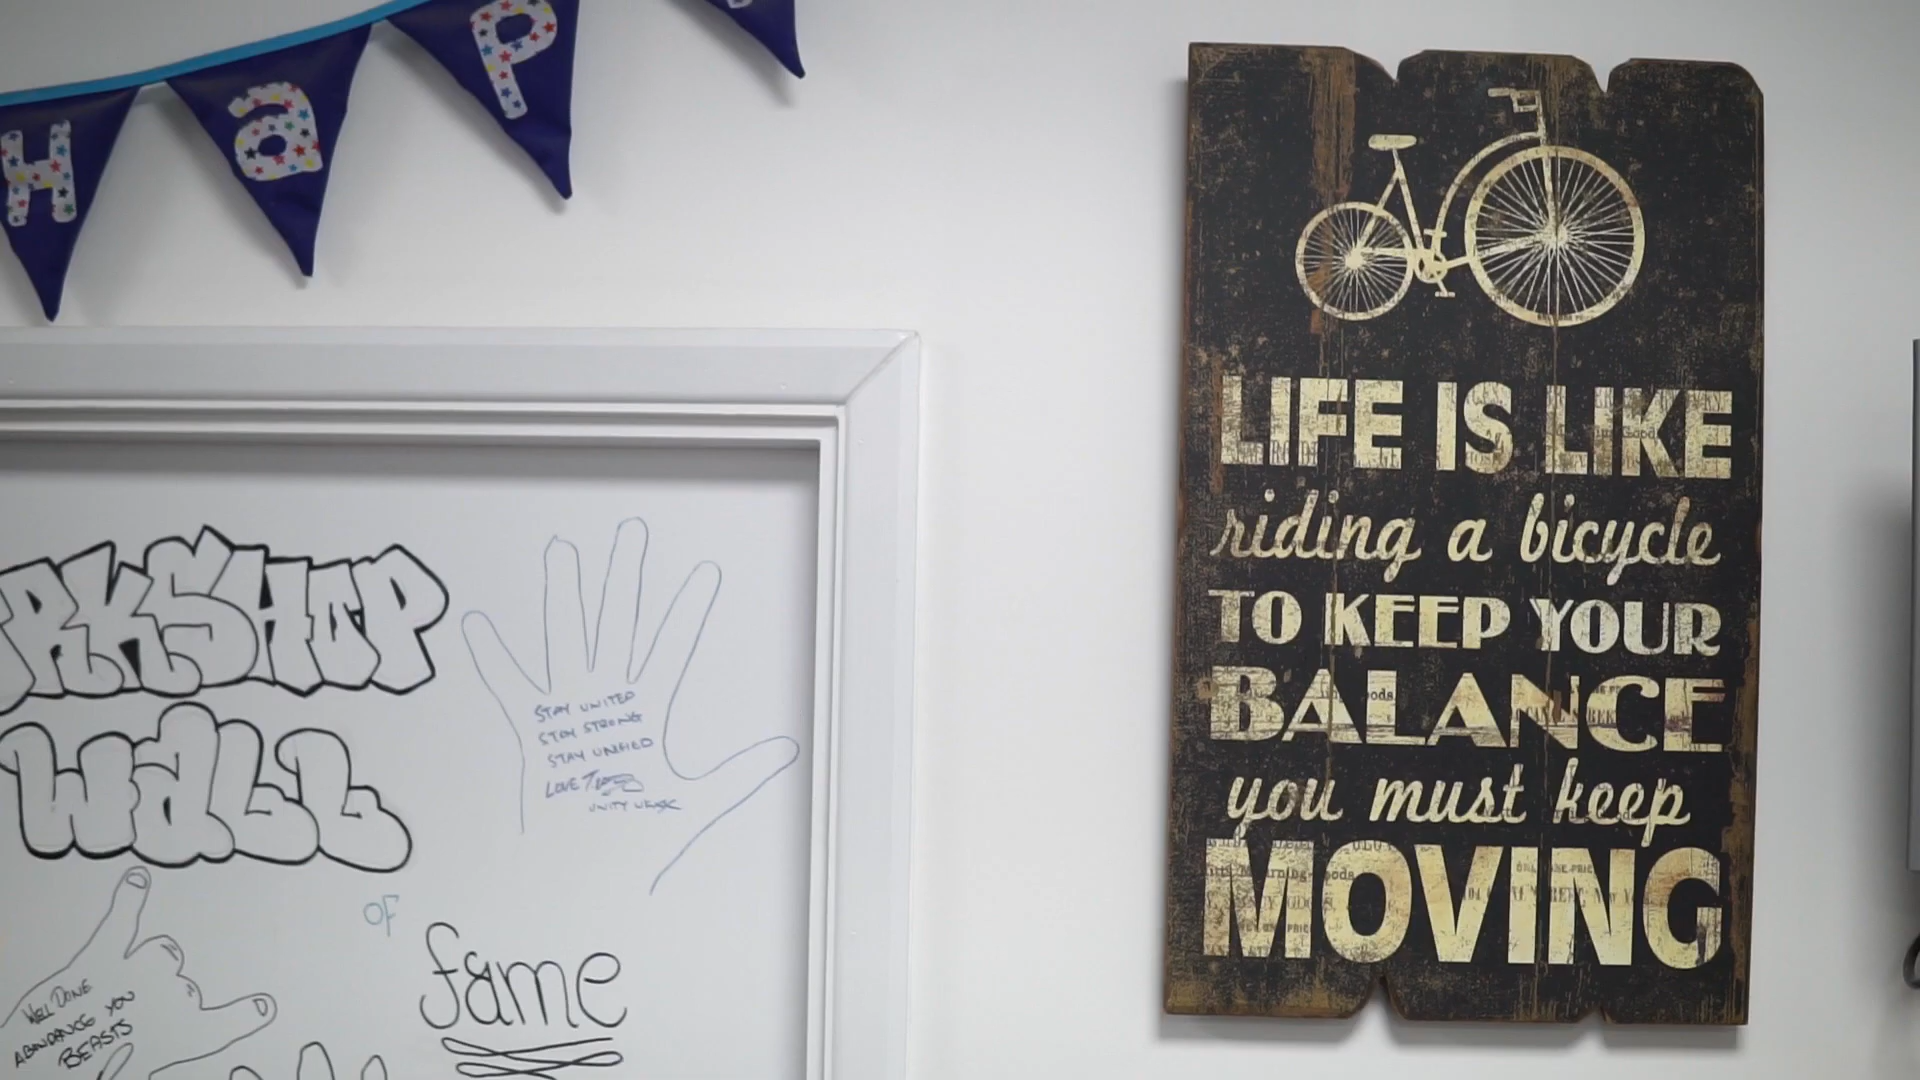 HaP
RKSHOP
WaLL
OF
fame
STAY UNITED
STAY STRONG
STAY UNIFIED
LOVE
UNITY
WELL DONE
ABUNDANCE YOU
BEASTS
LIFE IS LIKE
riding a bicycle
TO KEEP YOUR
BALANCE
you must keep
MOVING